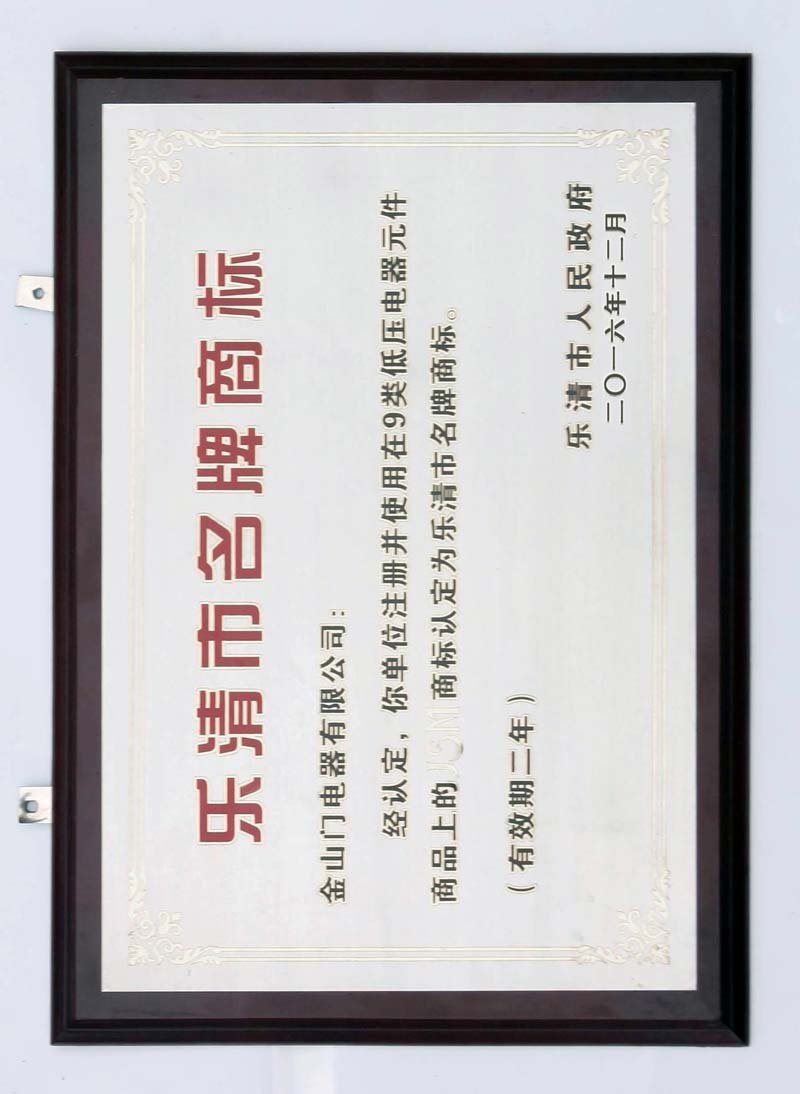 乐清市名牌商标
金山门电器有限公司：
经认定，你单位注册并使用在9类低压电器元件
商品上的JSM商标认定为乐清市名牌商标。
（有效期二年）
乐清市人民政府
二〇一六年十二月